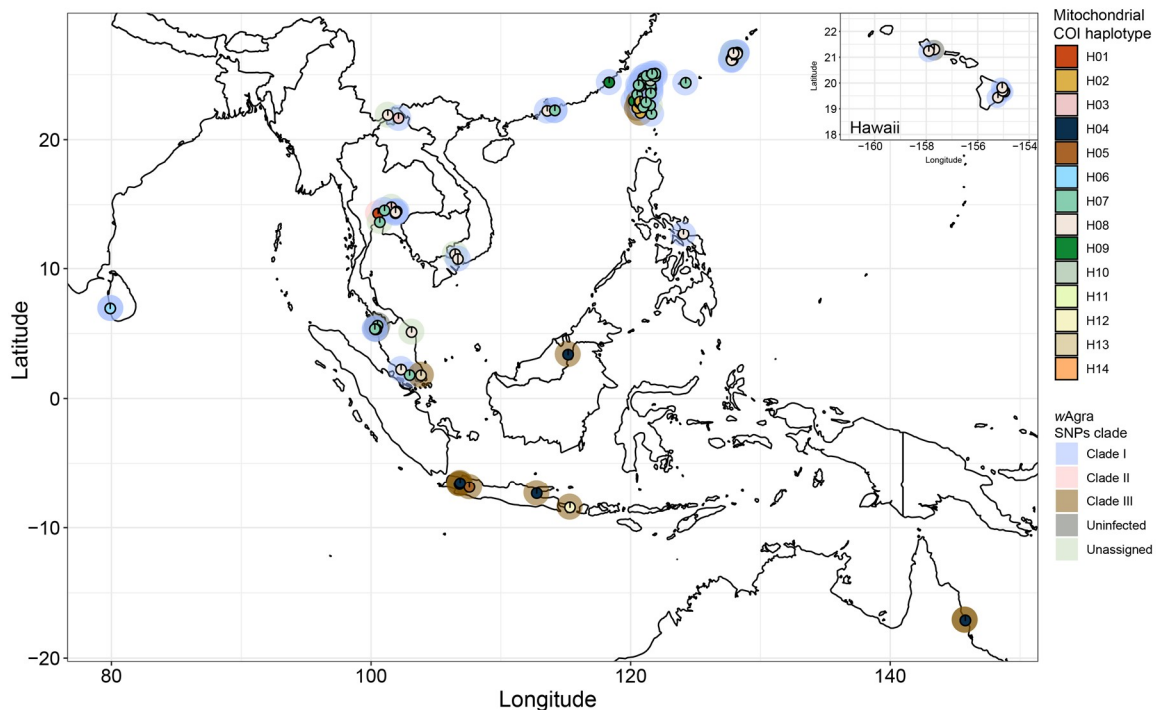 Mitochondrial
COI haplotype
H01
H02
H03
H04
H05
H06
H07
H08
H09
H10
H11
H12
H13
H14
wAgra
SNPs clade
Clade I
Clade II
Clade III
Uninfected
Unassigned
Latitude
20
10
0
−10
−20
80
100
120
140
Longitude
Latitude
22
21
20
19
18
Hawaii
−160
−158
−156
−154
Longitude